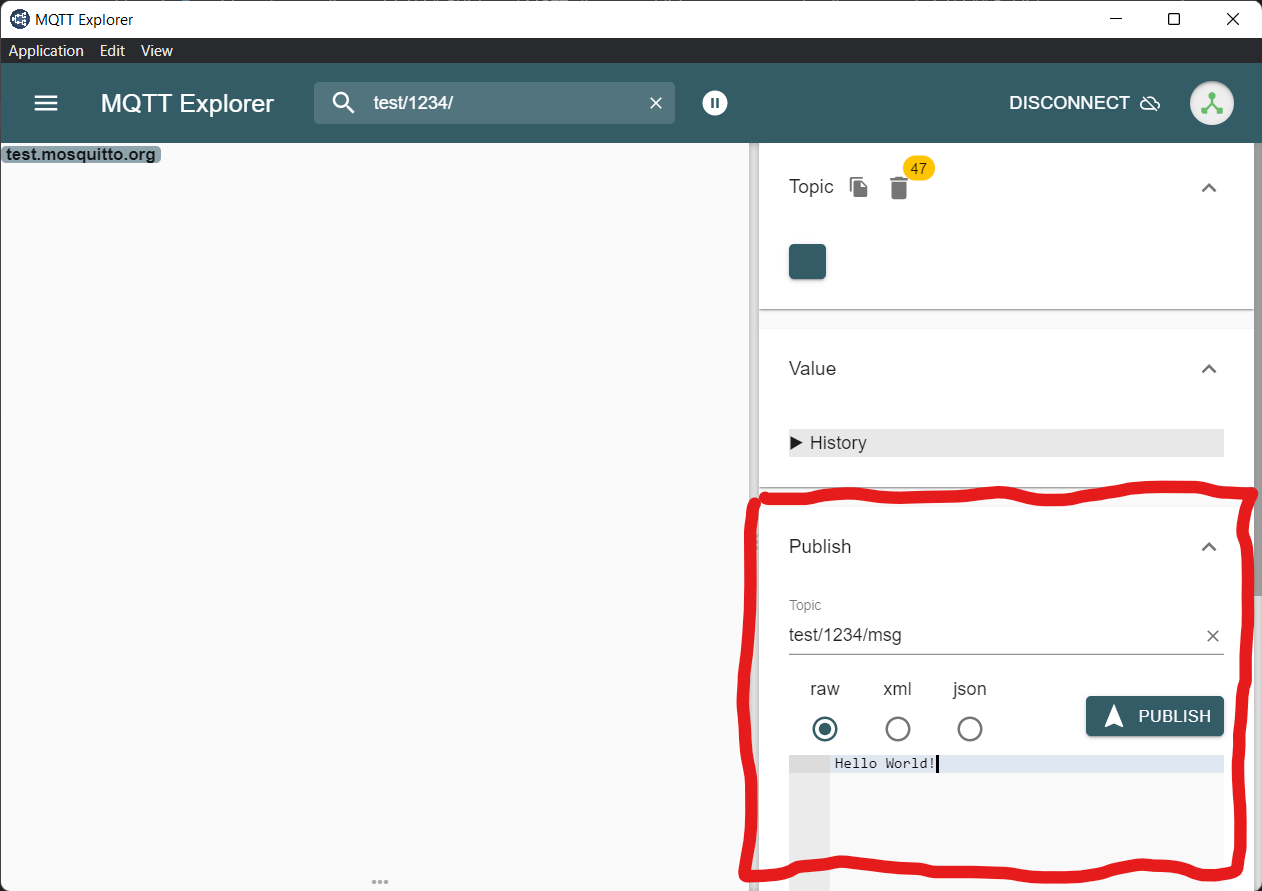 MQTT Explorer
Application Edit View
MQTT Explorer test/1234/ DISCONNECT
test.mosquitto.org
Topic 47
Value
History
Publish
Topic
test/1234/msg
raw xml json
PUBLISH
Hello World!